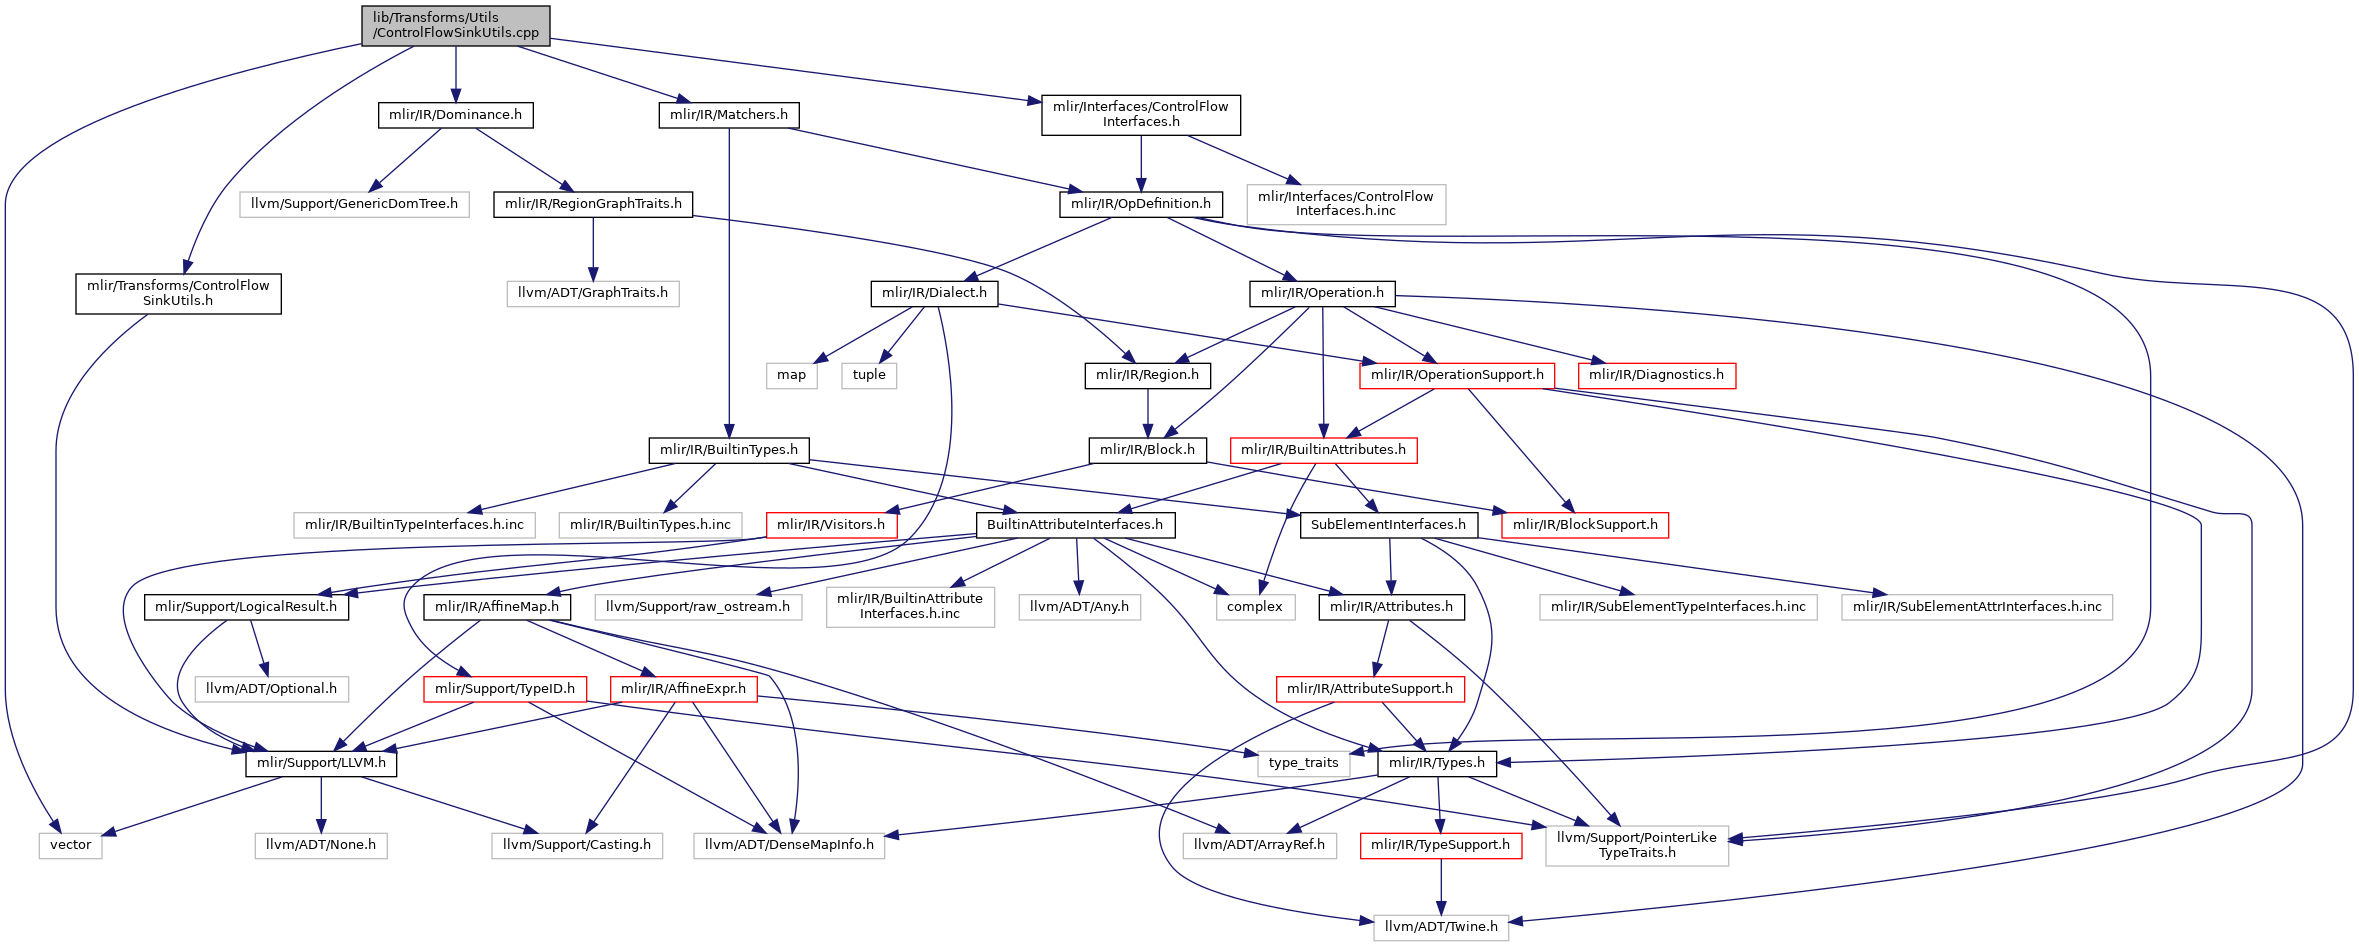 lib/Transforms/Utils
/ControlFlowSinkUtils.cpp
mlir/IR/Dominance.h
mlir/IR/Matchers.h
mlir/Interfaces/ControlFlow
Interfaces.h
llvm/Support/GenericDomTree.h
mlir/IR/RegionGraphTraits.h
mlir/IR/OpDefinition.h
mlir/Interfaces/ControlFlow
Interfaces.h.inc
mlir/Transforms/ControlFlow
SinkUtils.h
llvm/ADT/GraphTraits.h
mlir/IR/Dialect.h
mlir/IR/Operation.h
map
tuple
mlir/IR/Region.h
mlir/IR/OperationSupport.h
mlir/IR/Diagnostics.h
mlir/IR/BuiltinTypes.h
mlir/IR/Block.h
mlir/IR/BuiltinAttributes.h
mlir/IR/BuiltinTypeInterfaces.h.inc
mlir/IR/BuiltinTypes.h.inc
mlir/IR/Visitors.h
BuiltinAttributeInterfaces.h
SubElementInterfaces.h
mlir/IR/BlockSupport.h
mlir/Support/LogicalResult.h
mlir/IR/AffineMap.h
llvm/Support/raw_ostream.h
mlir/IR/BuiltinAttribute
Interfaces.h.inc
llvm/ADT/Any.h
complex
mlir/IR/Attributes.h
mlir/IR/SubElementTypeInterfaces.h.inc
mlir/IR/SubElementAttrInterfaces.h.inc
llvm/ADT/Optional.h
mlir/Support/TypeID.h
mlir/IR/AffineExpr.h
mlir/IR/AttributeSupport.h
mlir/Support/LLVM.h
type_traits
mlir/IR/Types.h
vector
llvm/ADT/None.h
llvm/Support/Casting.h
llvm/ADT/DenseMapInfo.h
llvm/ADT/ArrayRef.h
mlir/IR/TypeSupport.h
llvm/Support/PointerLike
TypeTraits.h
llvm/ADT/Twine.h